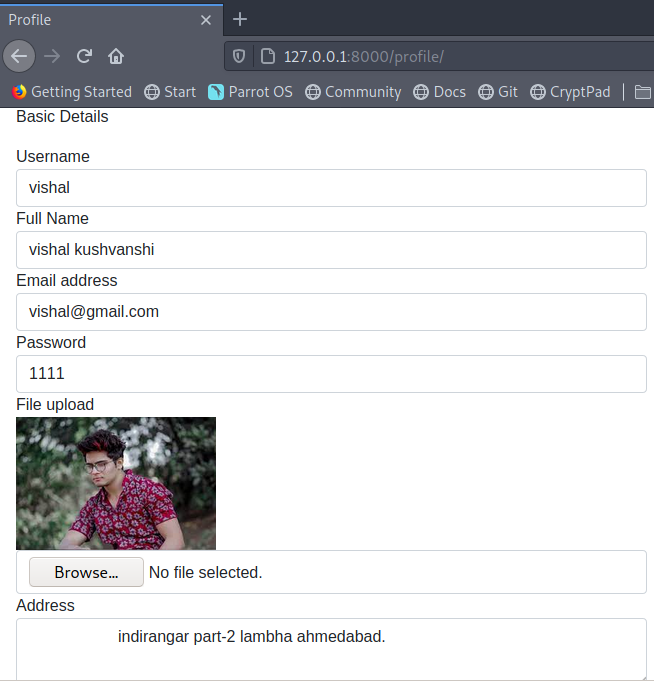 Profile
127.0.0.1:8000/profile/
Getting Started Start Parrot OS Community Docs Git CryptPad
Basic Details
Username
vishal
Full Name
vishal kushvanshi
Email address
vishal@gmail.com
Password
1111
File upload
Browse... No file selected.
Address
indirangar part-2 lambha ahmedabad.